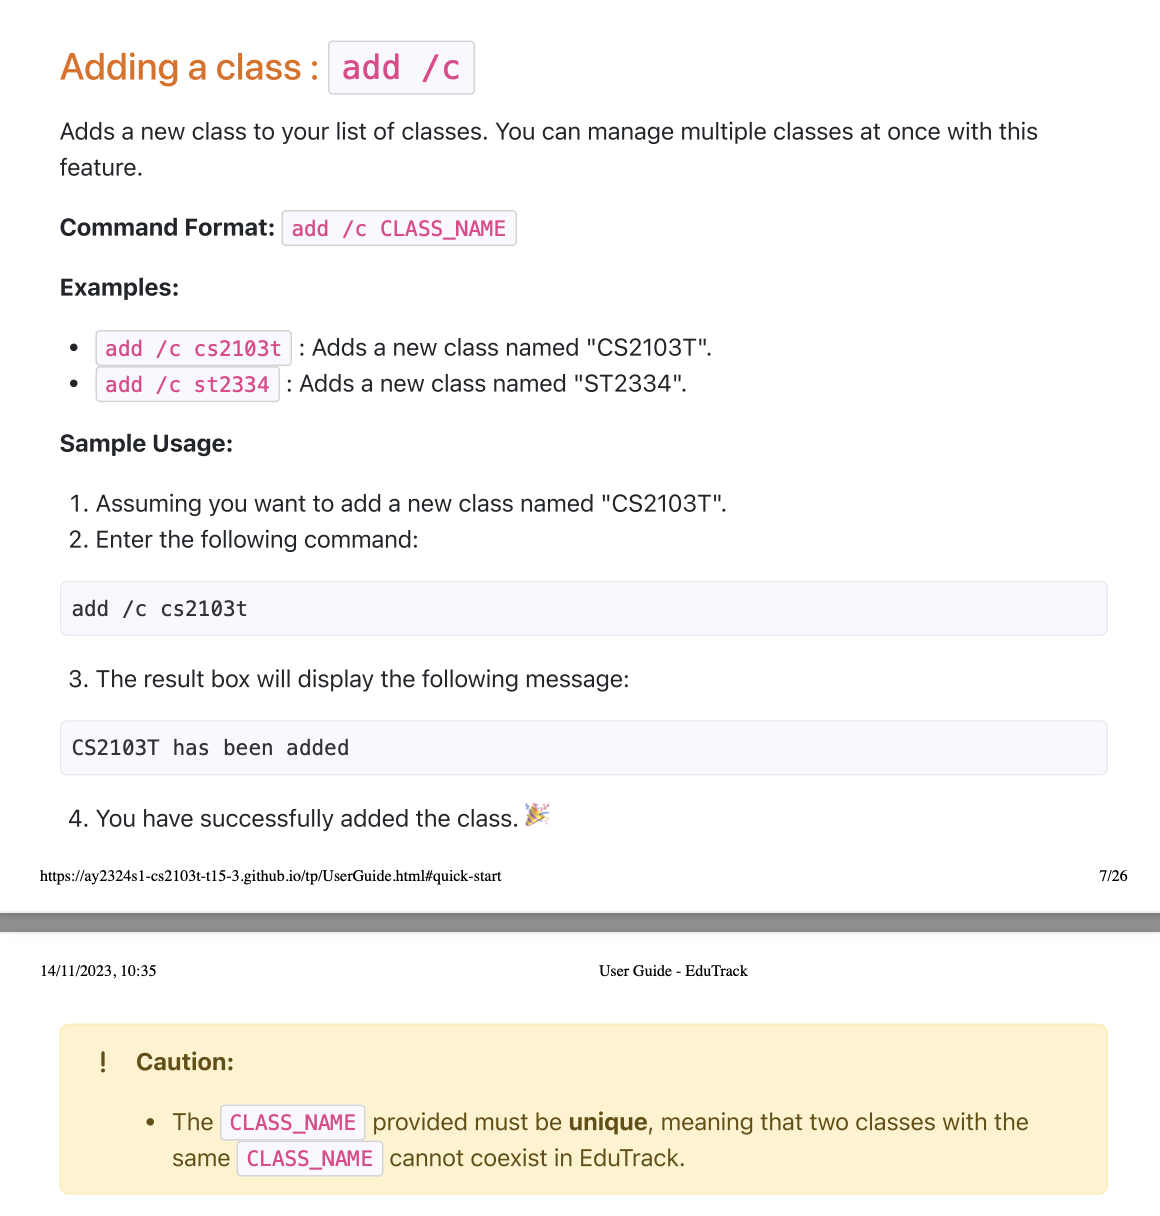 Adding a class : add /c
Adds a new class to your list of classes. You can manage multiple classes at once with this
feature.
Command Format: add /c CLASS_NAME
Examples:
• add /c cs2103t : Adds a new class named "CS2103T".
• add /c st2334 : Adds a new class named "ST2334".
Sample Usage:
1. Assuming you want to add a new class named "CS2103T".
2. Enter the following command:
add /c cs2103t
3. The result box will display the following message:
CS2103T has been added
4. You have successfully added the class. 🎉
https://ay2324s1-cs2103t-t15-3.github.io/tp/UserGuide.html#quick-start 7/26
14/11/2023, 10:35 User Guide - EduTrack
! Caution:
• The CLASS_NAME provided must be unique, meaning that two classes with the
same CLASS_NAME cannot coexist in EduTrack.